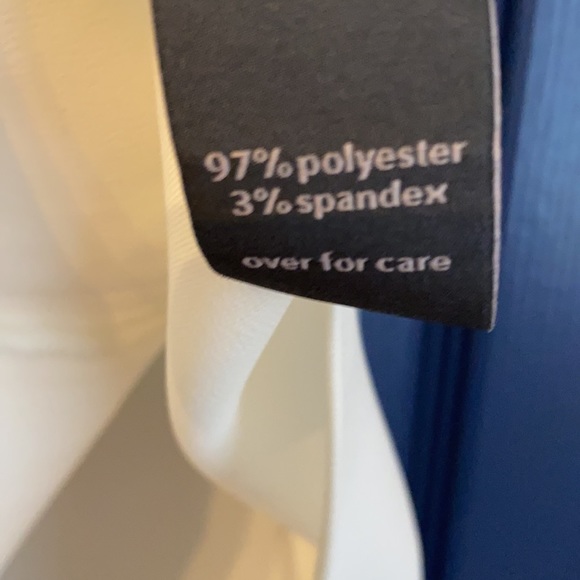 97% polyester
3% spandex
over for care